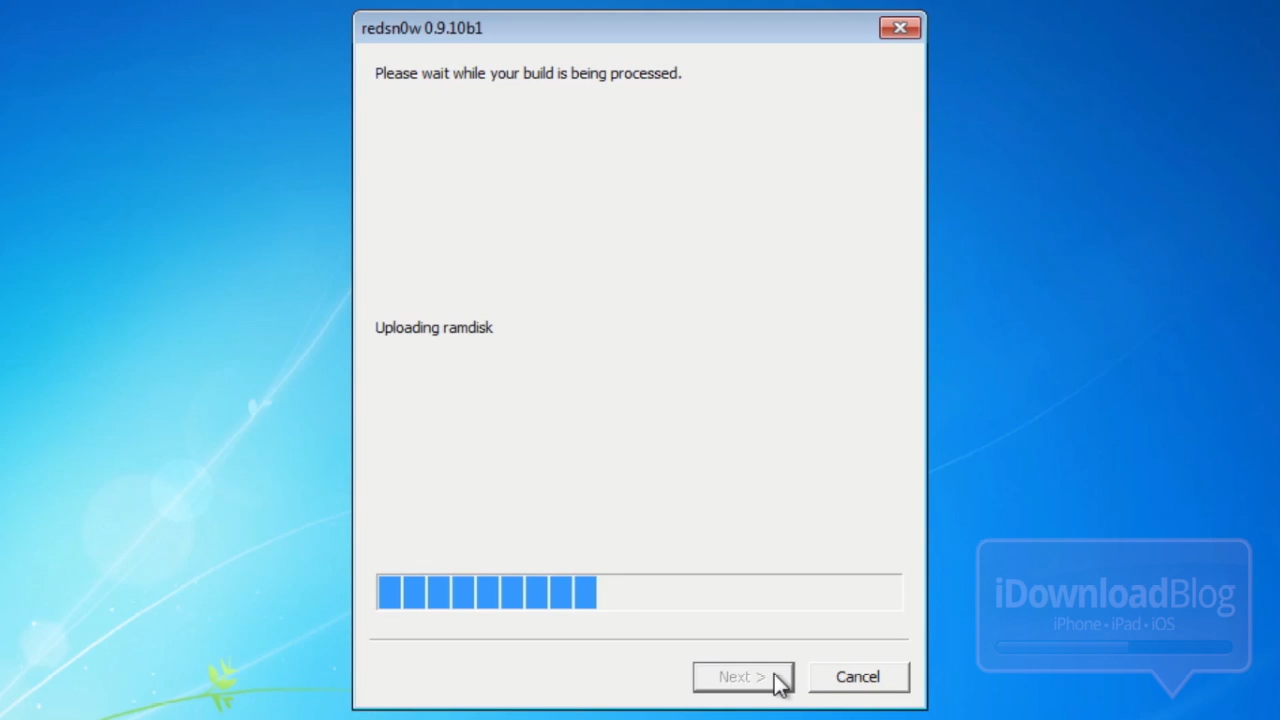 redsn0w 0.9.10b1
Please wait while your build is being processed.
Uploading ramdisk
Next >
Cancel
iDownloadBlog
iPhone • iPad • iOS